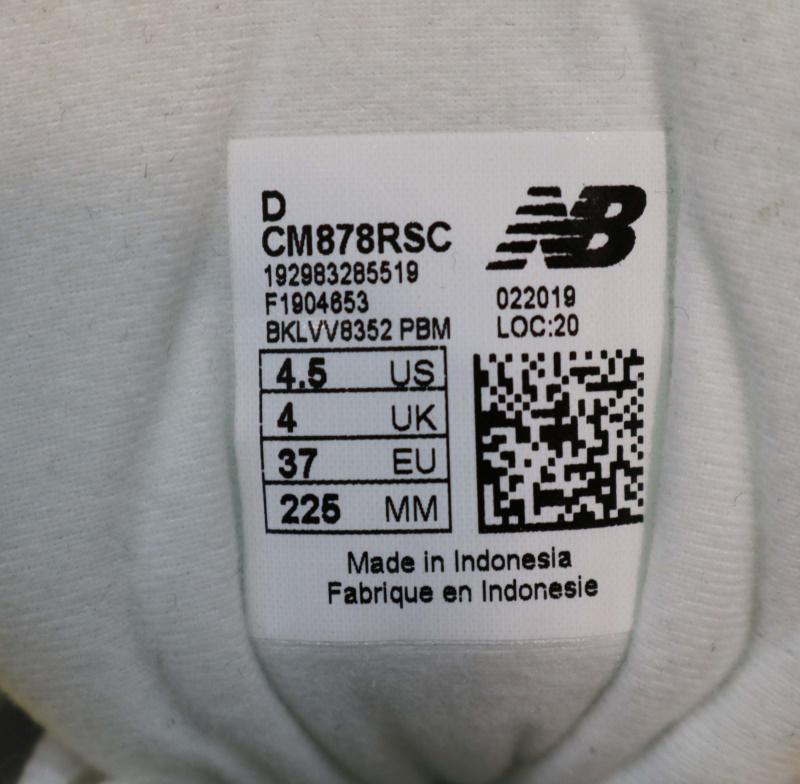 D
CM878RSC
192983285519
F1904653
BKLVV8352 PBM
NB
022019
LOC:20
4.5 US
4 UK
37 EU
225 MM
Made in Indonesia
Fabrique en Indonesie